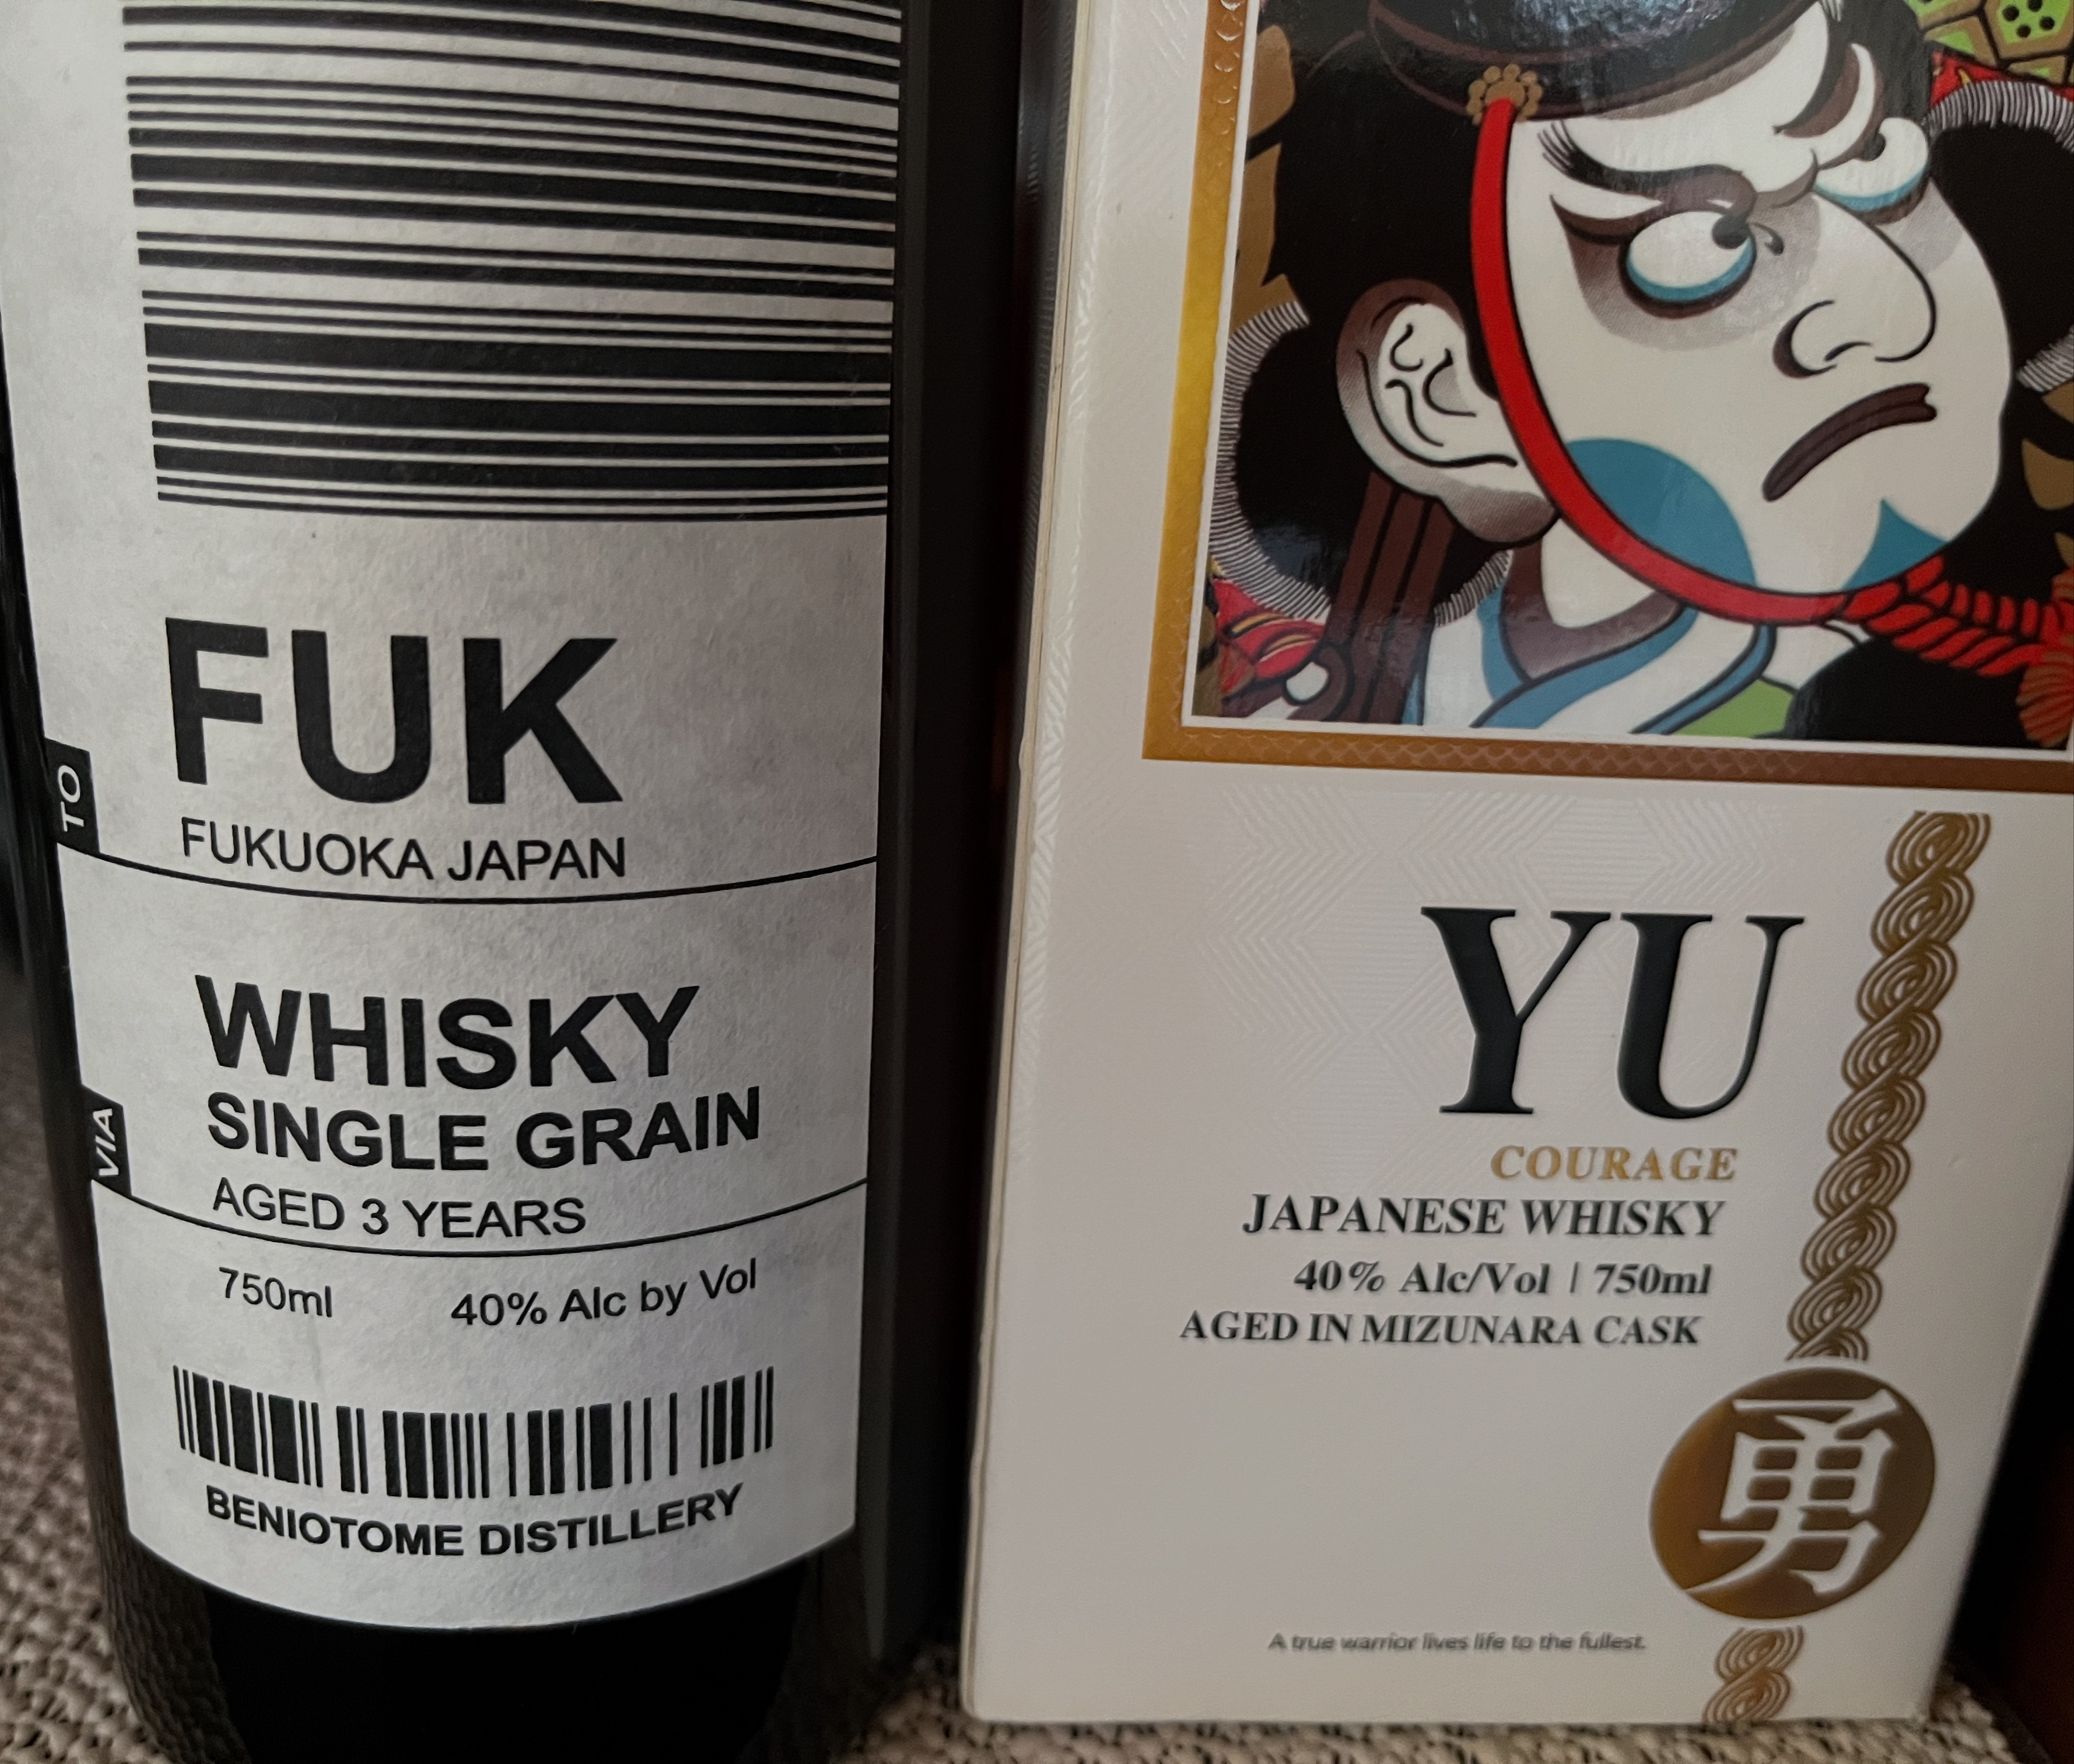 TO
FUK
FUKUOKA JAPAN
VIA
WHISKY
SINGLE GRAIN
AGED 3 YEARS
750ml 40% Alc by Vol
BENIOTOME DISTILLERY
YU
COURAGE
JAPANESE WHISKY
40% Alc/Vol | 750ml
AGED IN MIZUNARA CASK
勇
A true warrior lives life to the fullest.